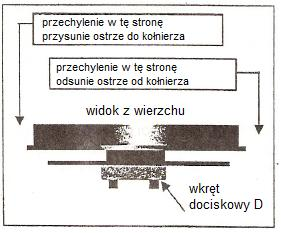 przechylenie w tę stronę
przysunie ostrze do kołnierza
przechylenie w tę stronę
odsunie ostrze od kołnierza
widok z wierzchu
wkręt
dociskowy D